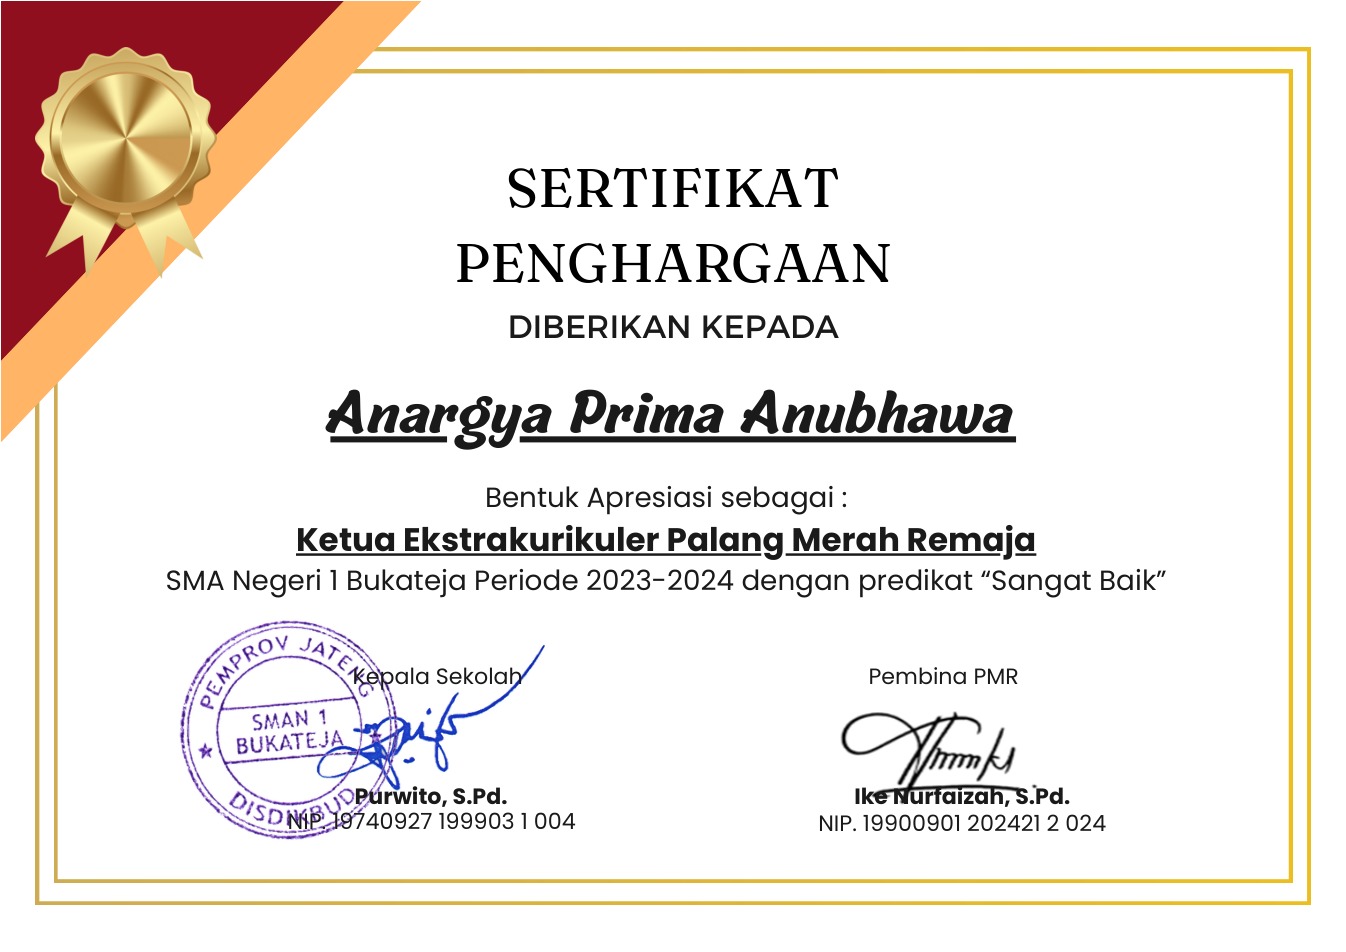 SERTIFIKAT
PENGHARGAAN
DIBERIKAN KEPADA
Anargya Prima Anubhawa
Bentuk Apresiasi sebagai :
Ketua Ekstrakurikuler Palang Merah Remaja
SMA Negeri 1 Bukateja Periode 2023-2024 dengan predikat “Sangat Baik”
PEMPROV JATENG
SMAN 1
BUKATEJA
DISDIKBUD
Kepala Sekolah
Purwito, S.Pd.
NIP. 19740927 199903 1 004
Pembina PMR
Ike Nurfaizah, S.Pd.
NIP. 19900901 202421 2 024